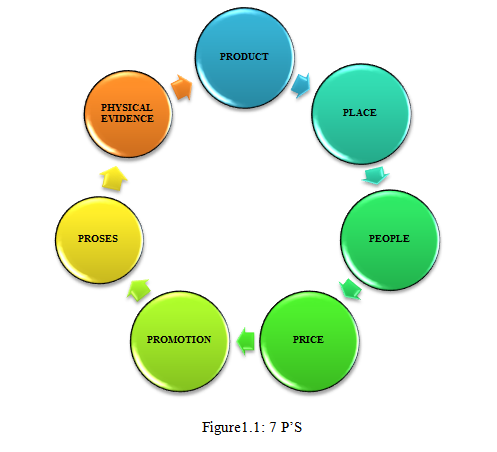 PRODUCT
PLACE
PEOPLE
PRICE
PROMOTION
PROSES
PHYSICAL
EVIDENCE
Figure1.1: 7 P’S